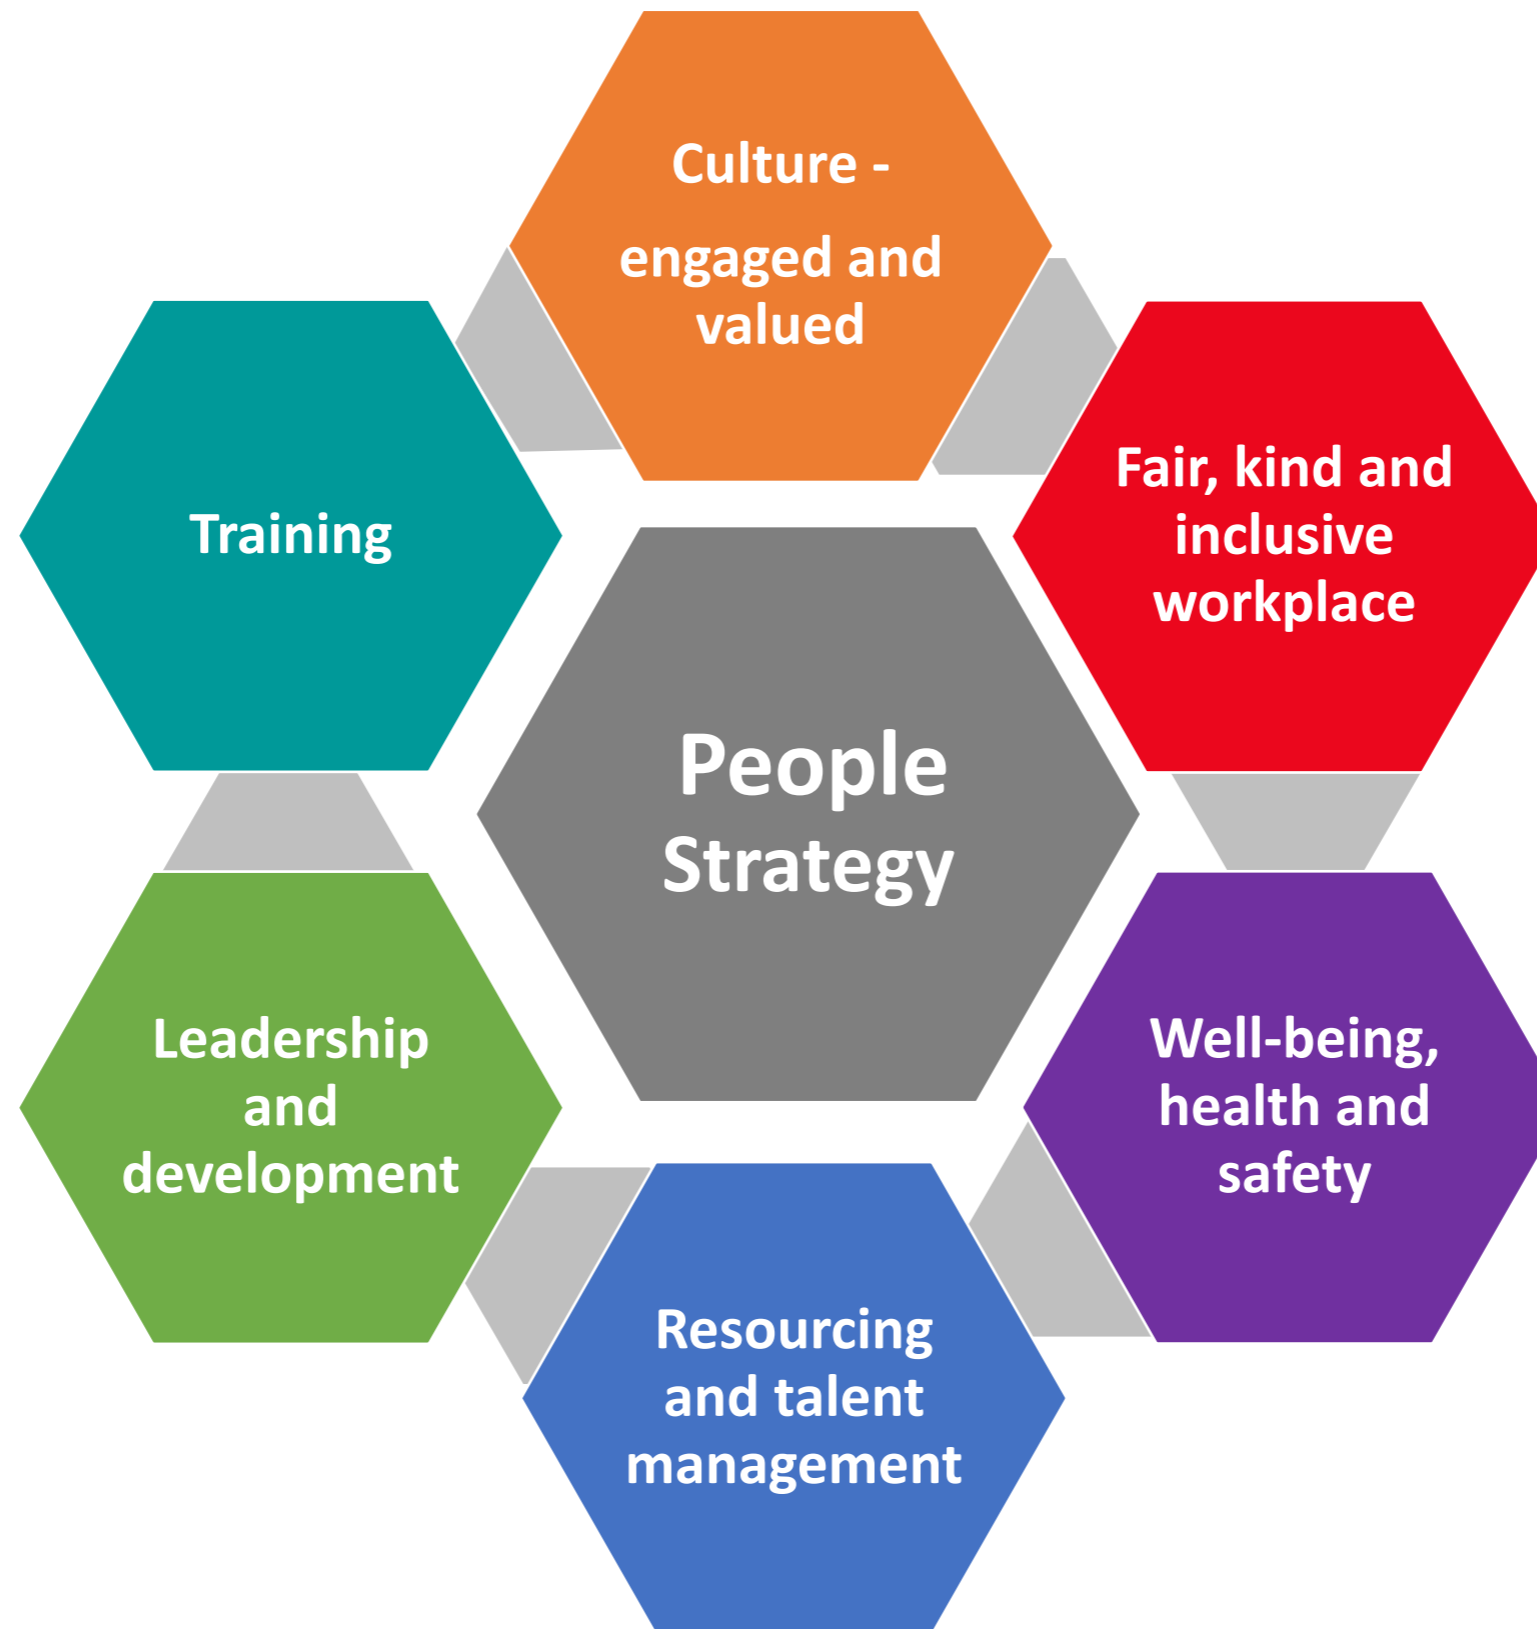 Culture -
engaged and
valued
Fair, kind and
inclusive
workplace
Training
People
Strategy
Well-being,
health and
safety
Leadership
and
development
Resourcing
and talent
management